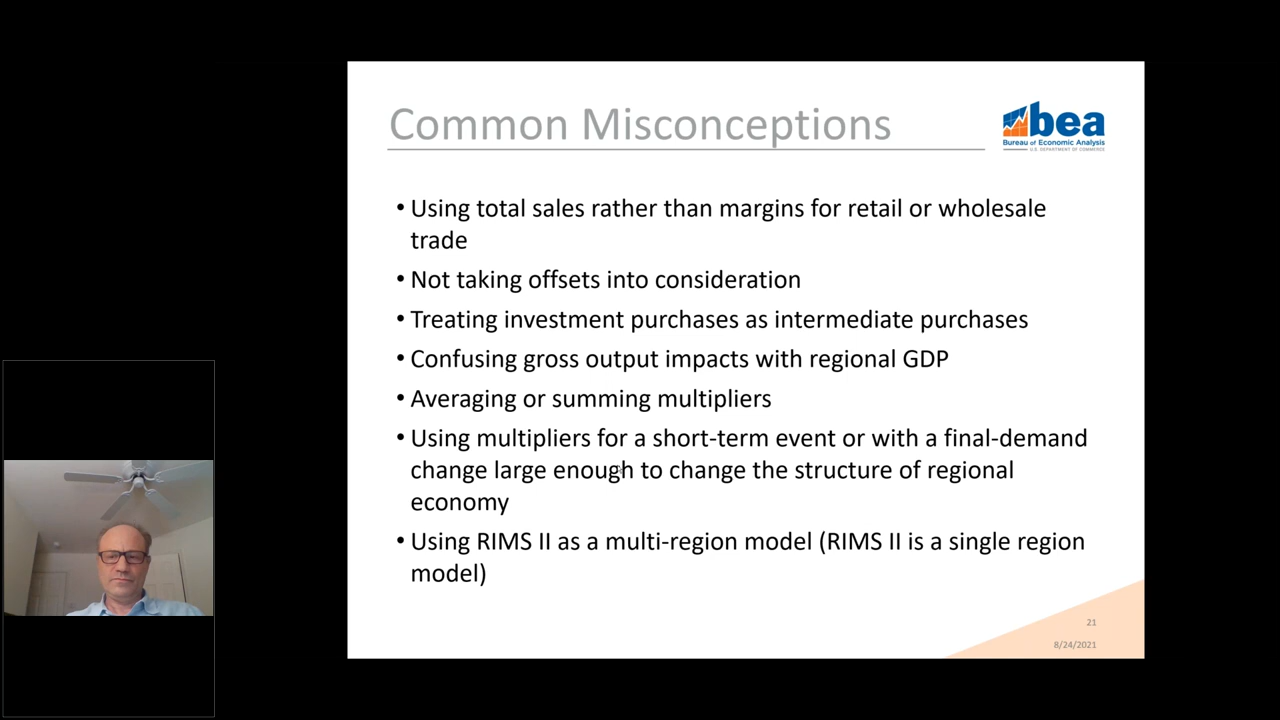 Common Misconceptions
bea
Bureau of Economic Analysis
U.S. DEPARTMENT OF COMMERCE
• Using total sales rather than margins for retail or wholesale
trade
• Not taking offsets into consideration
• Treating investment purchases as intermediate purchases
• Confusing gross output impacts with regional GDP
• Averaging or summing multipliers
• Using multipliers for a short-term event or with a final-demand
change large enough to change the structure of regional
economy
• Using RIMS II as a multi-region model (RIMS II is a single region
model)
21
8/24/2021